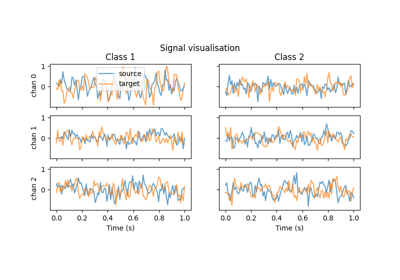 Signal visualisation
Class 1
Class 2
source
target
chan 0
1
0
chan 1
1
0
chan 2
1
0
0.0 0.2 0.4 0.6 0.8 1.0
0.0 0.2 0.4 0.6 0.8 1.0
Time (s)
Time (s)